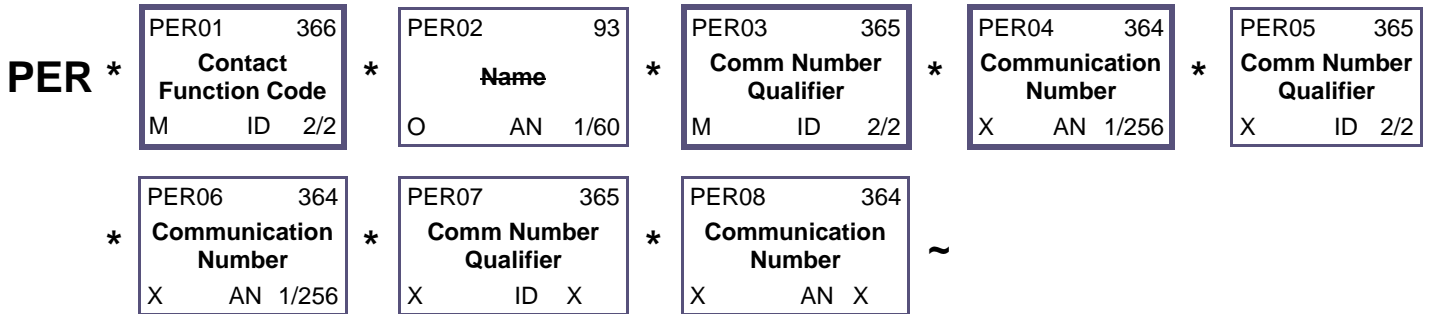 PER01 366 PER02 93 PER03 365 PER04 364 PER05 365
PER * Contact Function Code * Name * Comm Number Qualifier * Communication Number * Comm Number Qualifier
M ID 2/2 O AN 1/60 M ID 2/2 X AN 1/256 X ID 2/2
PER06 364 PER07 365 PER08 364
* Communication Number * Comm Number Qualifier * Communication Number ~
X AN 1/256 X ID X X AN X